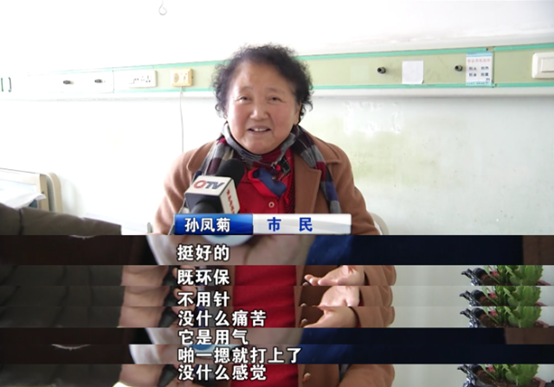 QTV
孙凤菊 市 民
挺好的
既环保
不用针
没什么痛苦
它是用气
啪一摁就打上了
没什么感觉